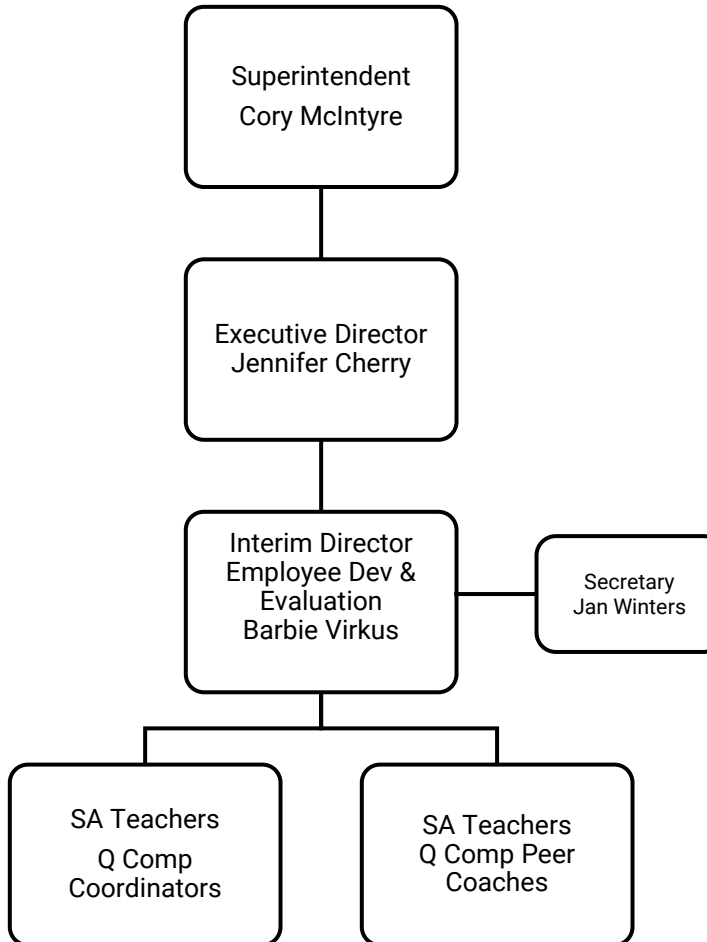 Superintendent
Cory McIntyre
Executive Director
Jennifer Cherry
Interim Director
Employee Dev &
Evaluation
Barbie Virkus
Secretary
Jan Winters
SA Teachers
Q Comp
Coordinators
SA Teachers
Q Comp Peer
Coaches